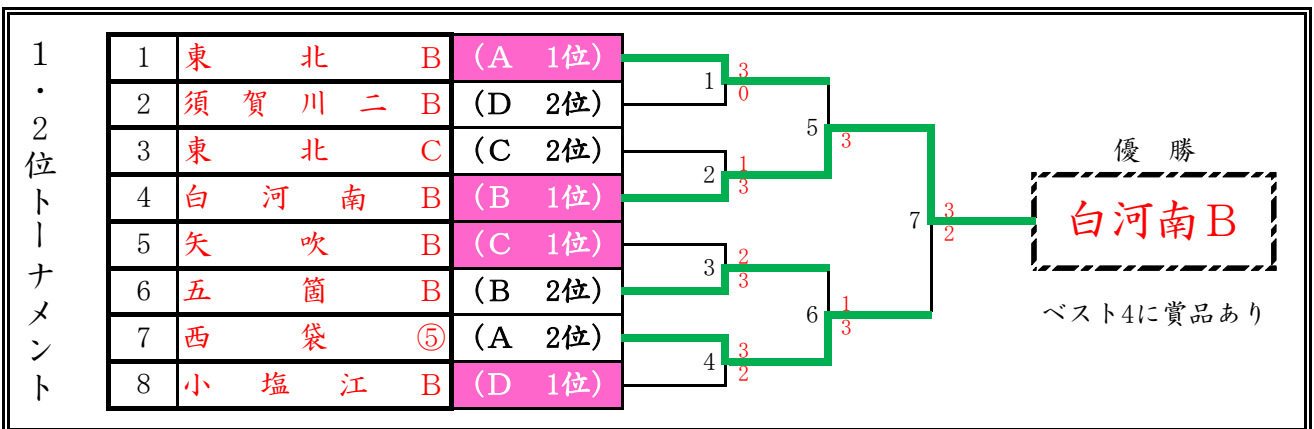 1・2位トーナメント
1 東北B (A 1位)
2 須賀川二B (D 2位)
3 東北C (C 2位)
4 白河南B (B 1位)
5 矢吹B (C 1位)
6 五箇B (B 2位)
7 西袋⑤ (A 2位)
8 小塩江B (D 1位)
1 3
0
2 1
3
3 2
3
4 3
2
5 3
6 1
3
7 3
2
優勝
白河南B
ベスト4に賞品あり